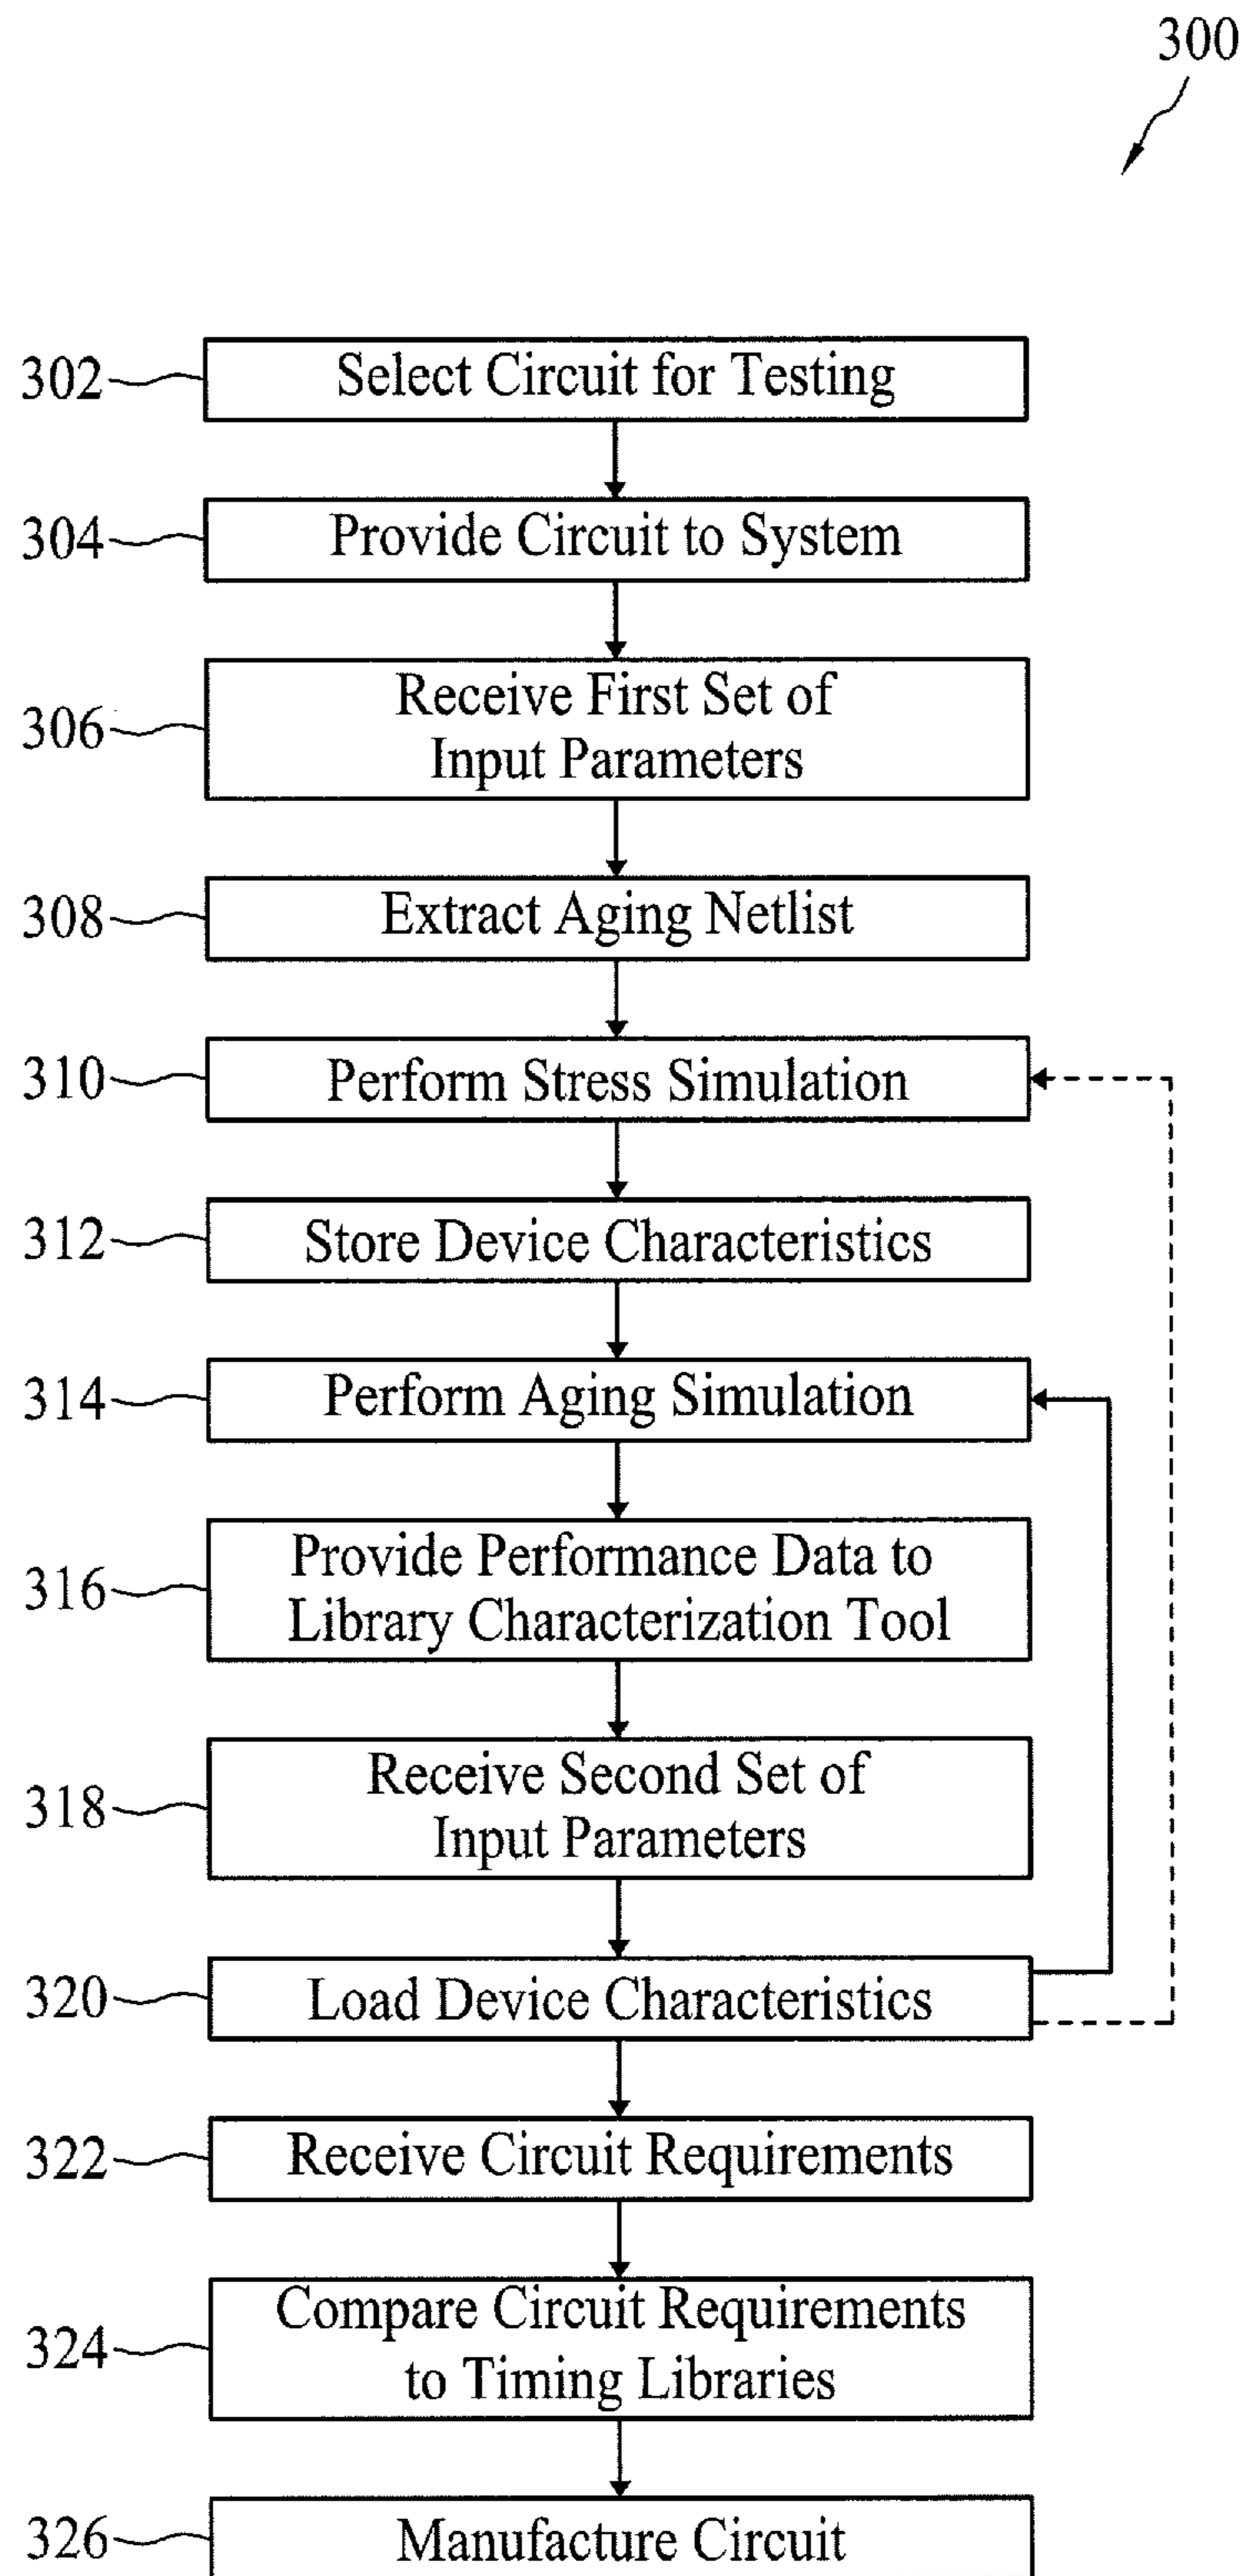 300
302 Select Circuit for Testing
304 Provide Circuit to System
306 Receive First Set of
Input Parameters
308 Extract Aging Netlist
310 Perform Stress Simulation
312 Store Device Characteristics
314 Perform Aging Simulation
316 Provide Performance Data to
Library Characterization Tool
318 Receive Second Set of
Input Parameters
320 Load Device Characteristics
322 Receive Circuit Requirements
324 Compare Circuit Requirements
to Timing Libraries
326 Manufacture Circuit